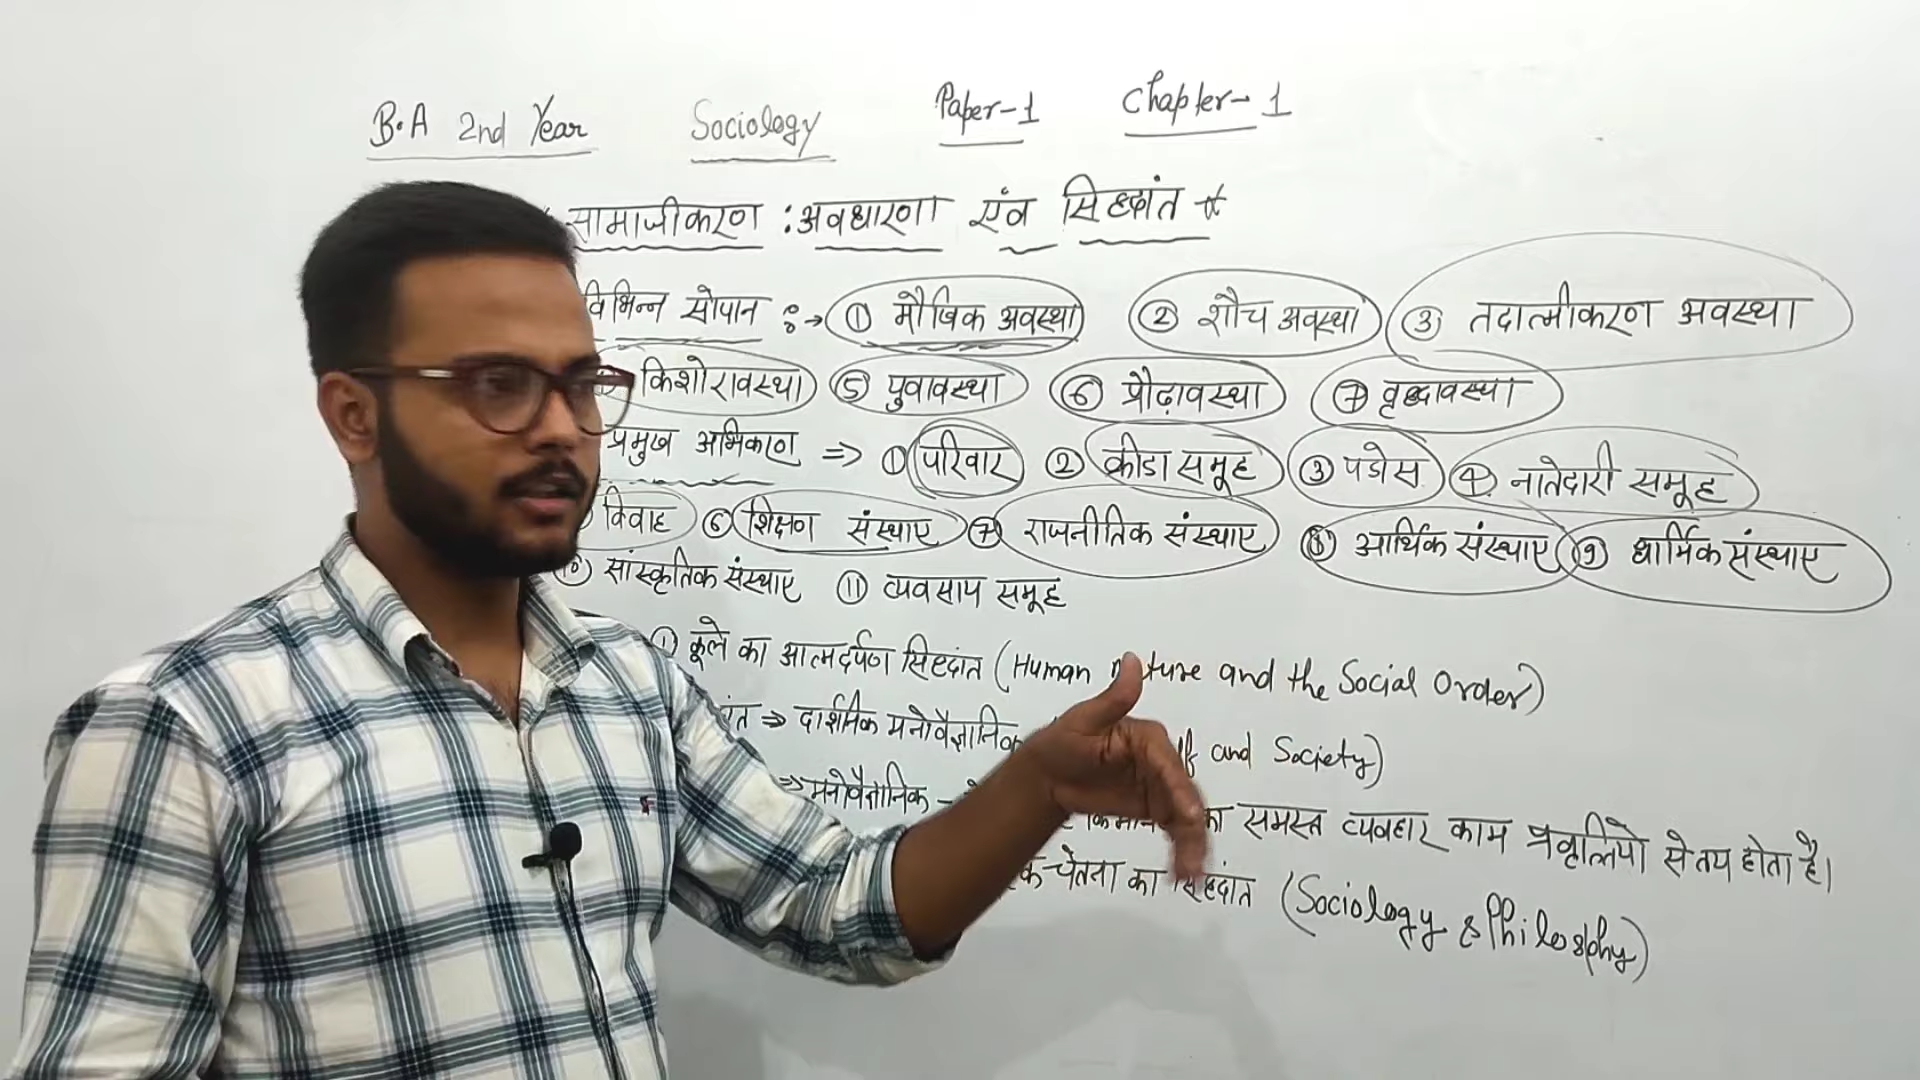 B.A 2nd Year Sociology Paper-1 Chapter-1
सामाजीकरण : अवधारणा एंव सिद्धांत *
विभिन्न सोपान :→ ① मौखिक अवस्था ② शौच अवस्था ③ तदात्मीकरण अवस्था
किशोरावस्था ⑤ युवावस्था ⑥ प्रौढ़ावस्था ⑦ वृद्धावस्था
प्रमुख अभिकरण => ① परिवार ② क्रीडा समूह ③ पडोस ④ नातेदारी समूह
विवाह ⑥ शिक्षण संस्थाए ⑦ राजनीतिक संस्थाए ⑧ आर्थिक संस्थाए ⑨ धार्मिक संस्थाए
⑩ सांस्कृतिक संस्थाए ⑪ व्यवसाय समूह
① कूले का आत्मदर्पण सिद्दांत (Human nature and the Social Order)
⇒ दार्शनिक मनोवैज्ञानिक and Society)
⇒ मनोवैज्ञानिक - का समस्त व्यवहार काम प्रवृत्तियो से तय होता है।
चेतना का सिद्दांत (Sociology & Philosophy)